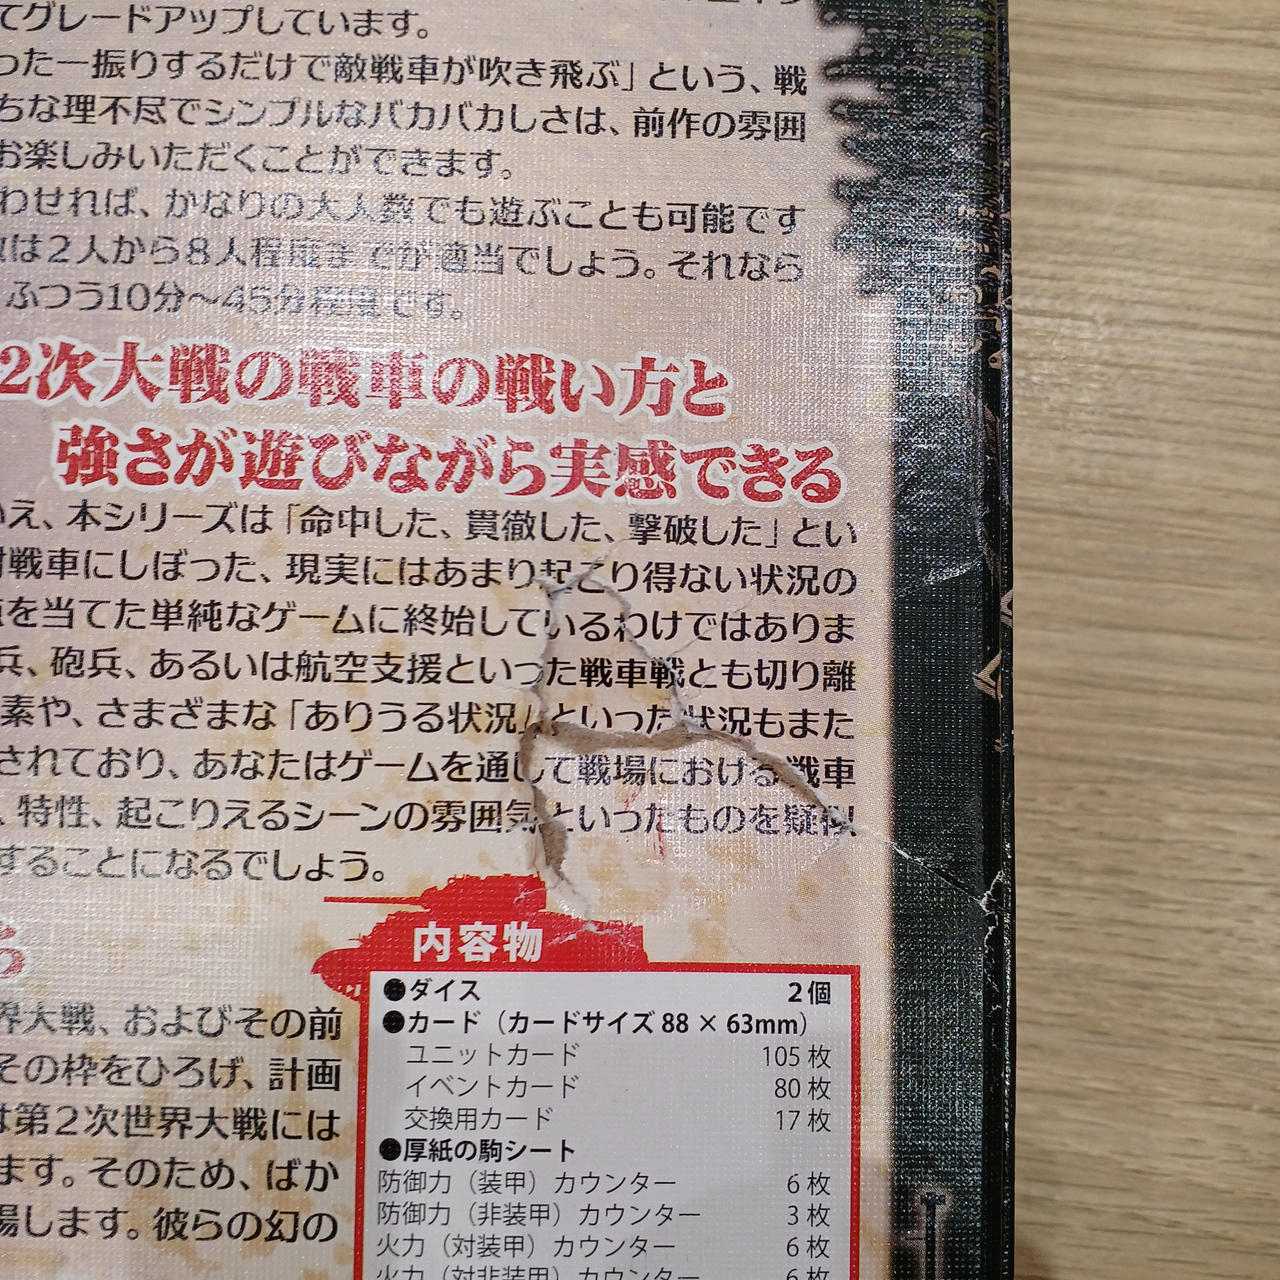 てグレードアップしています。
った一振りするだけで敵戦車が吹き飛ぶ」という、戦
ちな理不尽でシンプルなバカバカしさは、前作の雰囲
お楽しみいただくことができます。
わせれば、かなりの大人数でも遊ぶことも可能です
は2人から8人程度までが適当でしょう。それなら
ふつう10分〜45分程度です。
2次大戦の戦車の戦い方と
強さが遊びながら実感できる
いえ、本シリーズは「命中した、貫徹した、撃破した」とい
対戦車にしぼった、現実にはあまり起こり得ない状況の
を当てた単純なゲームに終始しているわけではありま
兵、砲兵、あるいは航空支援といった戦車戦とも切り離
素や、さまざまな「ありうる状況」といった状況もまた
されており、あなたはゲームを通じて戦場における戦車
、特性、起こりえるシーンの雰囲気といったものを疑似
することになるでしょう。
内容物
●ダイス 2個
●カード（カードサイズ 88 × 63mm）
ユニットカード 105 枚
イベントカード 80 枚
交換用カード 17 枚
●厚紙の駒シート
防御力（装甲）カウンター 6 枚
防御力（非装甲）カウンター 3 枚
火力（対装甲）カウンター 6 枚
火力（対非装甲）カウンター 6 枚
る
界大戦、およびその前
その枠をひろげ、計画
は第2次世界大戦には
ます。そのため、ばか
場します。彼らの幻の